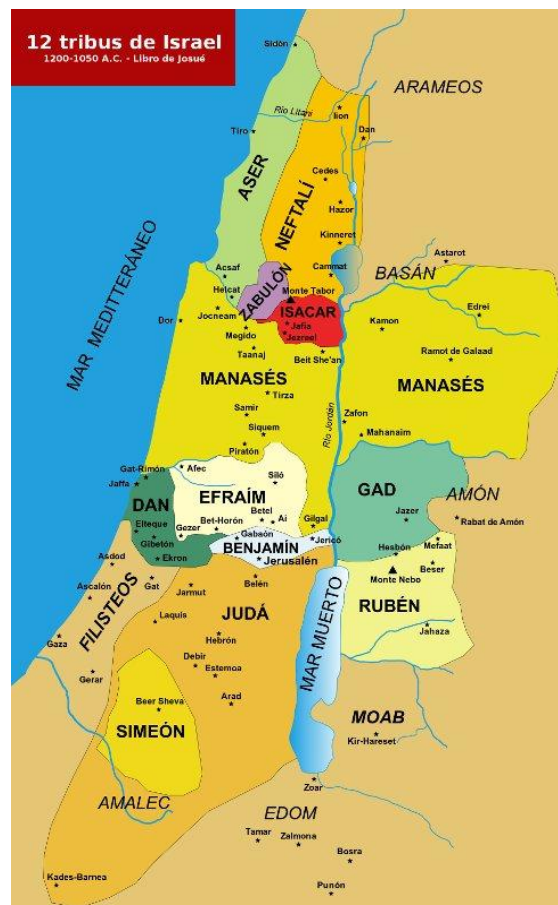 12 tribus de Israel
1200-1050 A.C. - Libro de Josué
Sidón
ARAMEOS
Ilon
Río Litani
Tiro
Dan
ASER
NEFTALÍ
Cedes
Hazor
Kinneret
Astarot
Acsaf
Cammat
BASÁN
MAR MEDITTERÁNEO
Helcat
ZABULÓN
Monte Tabor
Dor
Jocneam
ISACAR
Edrei
Jafia
Kamon
Megido
Jezreel
Taanaj
Beit She'an
Ramot de Galaad
MANASÉS
MANASÉS
Tirza
Samir
Zafon
Siquem
Río Jordán
Mahanaim
Piratón
Gat-Rimón
Afec
Jaffa
Siló
DAN
EFRAÍM
GAD
AMÓN
Elteque
Bet-Horón
Betel
Ai
Gilgal
Jazer
Rabat de Amón
Gezer
Gabaón
Gibetón
BENJAMÍN
Jericó
Mefaat
Asdod
Ekron
Jerusalén
Hesbón
Beser
Gat
Belén
Monte Nebo
Ascalón
Jarmut
FILISTEOS
Laquis
JUDÁ
RUBÉN
Gaza
Hebrón
MAR MUERTO
Jahaza
Debir
Gerar
Estemoa
Arad
Beer Sheva
MOAB
SIMEÓN
Kir-Hareset
Zoar
AMALEC
EDOM
Tamar
Zalmona
Bosra
Kades-Barnea
Punón